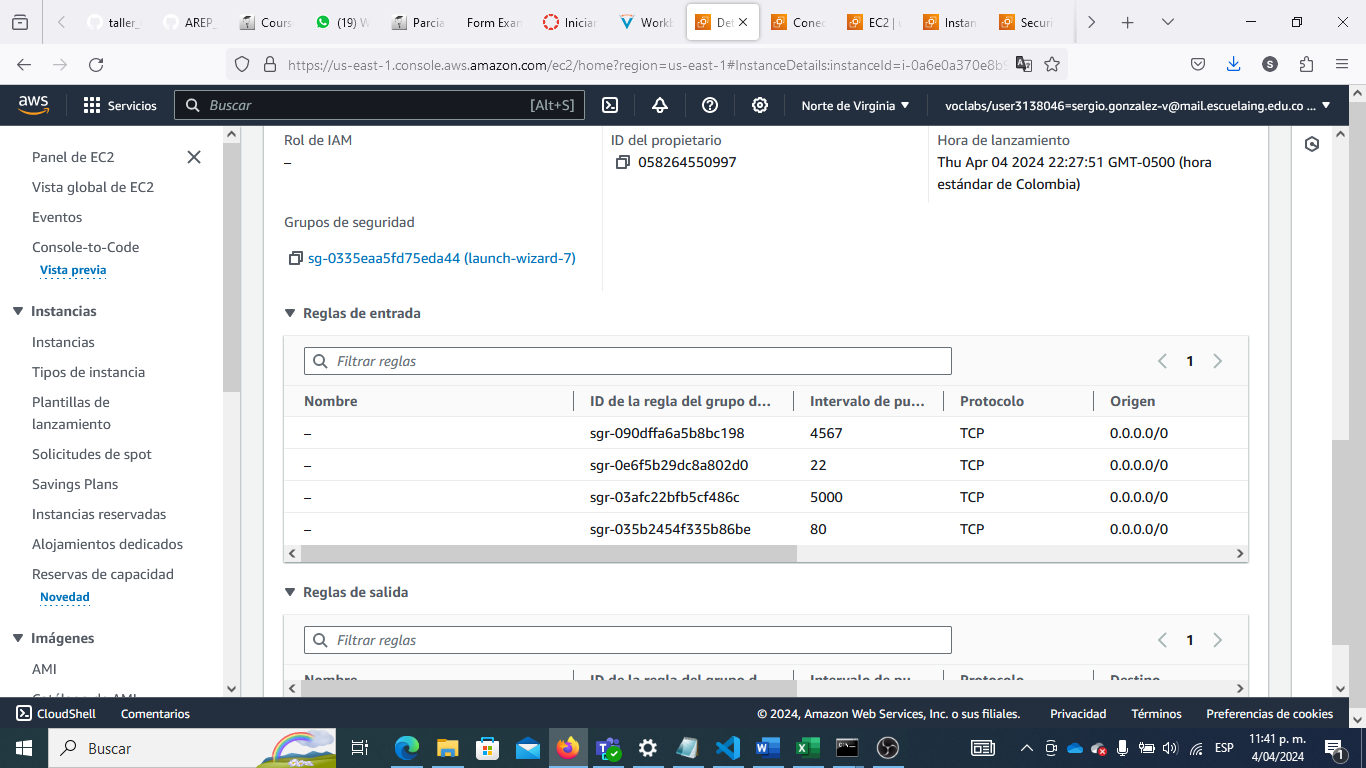 taller_
AREP_
Cours
(19) W
Parcia
Form Exam
Iniciar
Workb
Det
Conec
EC2 |
Instan
Securi
https://us-east-1.console.aws.amazon.com/ec2/home?region=us-east-1#InstanceDetails:instanceId=i-0a6e0a370e8b
S
aws
Servicios
Buscar
[Alt+S]
Norte de Virginia
voclabs/user3138046=sergio.gonzalez-v@mail.escuelaing.edu.co ...
Panel de EC2
Vista global de EC2
Eventos
Console-to-Code
Vista previa
Instancias
Instancias
Tipos de instancia
Plantillas de
lanzamiento
Solicitudes de spot
Savings Plans
Instancias reservadas
Alojamientos dedicados
Reservas de capacidad
Novedad
Imágenes
AMI
Catálogo de AMI
Rol de IAM
–
ID del propietario
058264550997
Hora de lanzamiento
Thu Apr 04 2024 22:27:51 GMT-0500 (hora
estándar de Colombia)
Grupos de seguridad
sg-0335eaa5fd75eda44 (launch-wizard-7)
Reglas de entrada
Filtrar reglas
1
Nombre ID de la regla del grupo d... Intervalo de pu... Protocolo Origen
– sgr-090dffa6a5b8bc198 4567 TCP 0.0.0.0/0
– sgr-0e6f5b29dc8a802d0 22 TCP 0.0.0.0/0
– sgr-03afc22bfb5cf486c 5000 TCP 0.0.0.0/0
– sgr-035b2454f335b86be 80 TCP 0.0.0.0/0
Reglas de salida
Filtrar reglas
1
Nombre ID de la regla del grupo d... Intervalo de pu... Protocolo Destino
CloudShell
Comentarios
© 2024, Amazon Web Services, Inc. o sus filiales.
Privacidad
Términos
Preferencias de cookies
Buscar
ESP
11:41 p. m.
4/04/2024
1